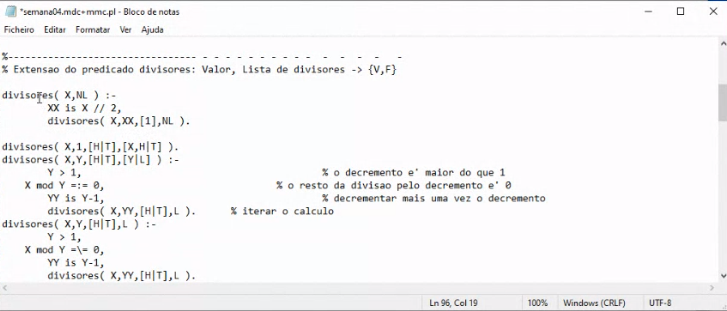 *semana04.mdc+mmc.pl - Bloco de notas
Ficheiro Editar Formatar Ver Ajuda
%------------------------------- - - - - - - - - - - - - - -
% Extensao do predicado divisores: Valor, Lista de divisores -> {V,F}
divisores( X,NL ) :-
XX is X // 2,
divisores( X,XX,[1],NL ).
divisores( X,1,[H|T],[X,H|T] ).
divisores( X,Y,[H|T],[Y|L] ) :-
Y > 1, % o decremento e' maior do que 1
X mod Y =:= 0, % o resto da divisao pelo decremento e' 0
YY is Y-1, % decrementar mais uma vez o decremento
divisores( X,YY,[H|T],L ). % iterar o calculo
divisores( X,Y,[H|T],L ) :-
Y > 1,
X mod Y =\= 0,
YY is Y-1,
divisores( X,YY,[H|T],L ).
Ln 96, Col 19 100% Windows (CRLF) UTF-8